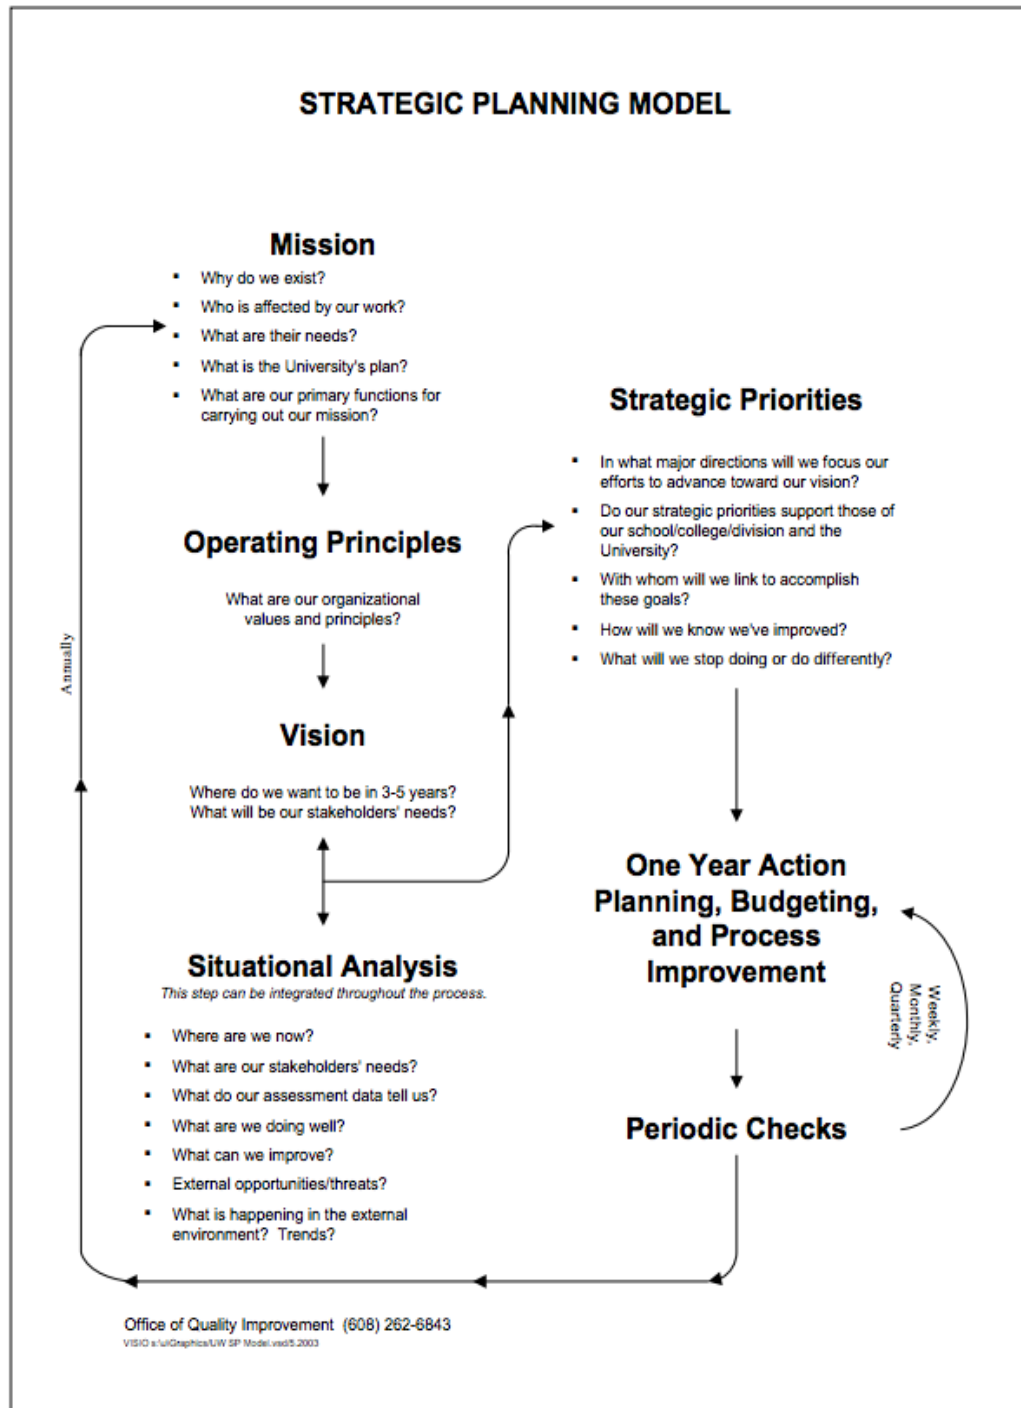 STRATEGIC PLANNING MODEL
Mission
▪ Why do we exist?
▪ Who is affected by our work?
▪ What are their needs?
▪ What is the University's plan?
▪ What are our primary functions for
carrying out our mission?
Operating Principles
What are our organizational
values and principles?
Vision
Where do we want to be in 3-5 years?
What will be our stakeholders' needs?
Situational Analysis
This step can be integrated throughout the process.
▪ Where are we now?
▪ What are our stakeholders' needs?
▪ What do our assessment data tell us?
▪ What are we doing well?
▪ What can we improve?
▪ External opportunities/threats?
▪ What is happening in the external
environment? Trends?
Annually
Strategic Priorities
▪ In what major directions will we focus our
efforts to advance toward our vision?
▪ Do our strategic priorities support those of
our school/college/division and the
University?
▪ With whom will we link to accomplish
these goals?
▪ How will we know we've improved?
▪ What will we stop doing or do differently?
One Year Action
Planning, Budgeting,
and Process
Improvement
Weekly,
Monthly,
Quarterly
Periodic Checks
Office of Quality Improvement (608) 262-6843
VISIO UW SP Model.vsd/5.2003